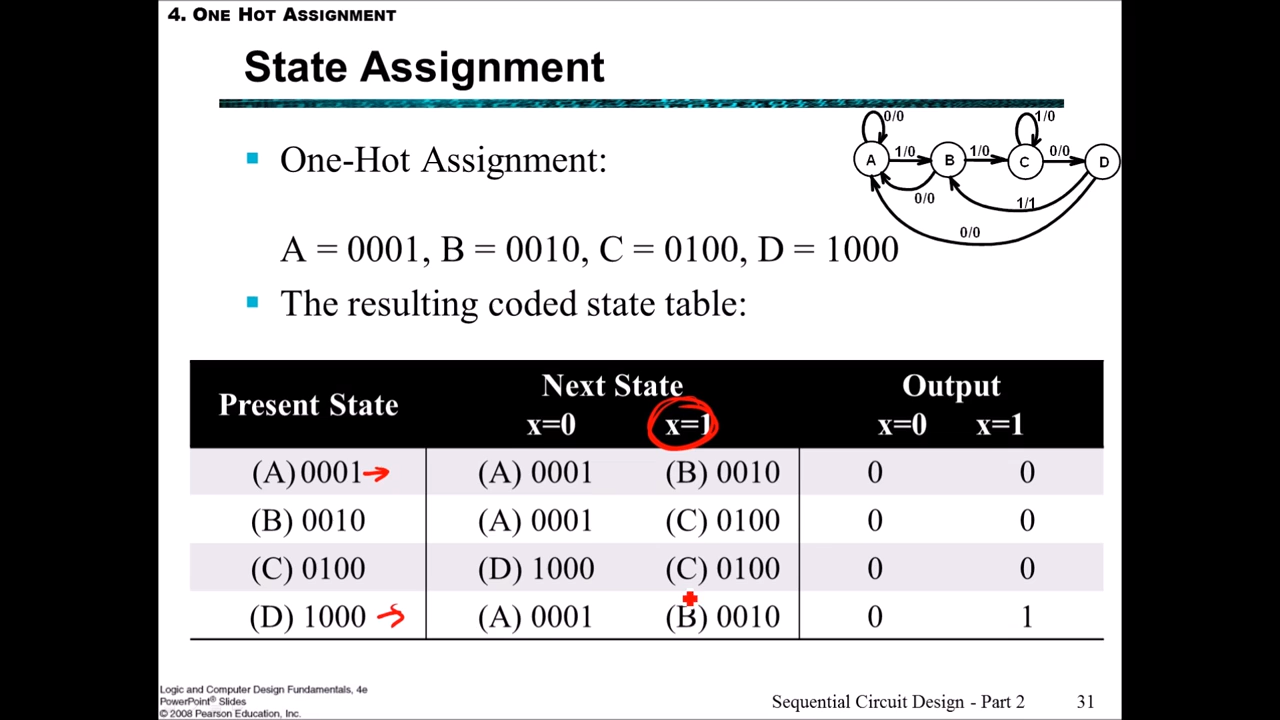 4. ONE HOT ASSIGNMENT
State Assignment
0/0
1/0
A
1/0
B
1/0
C
0/0
D
0/0
1/1
0/0
▪ One-Hot Assignment:
A = 0001, B = 0010, C = 0100, D = 1000
▪ The resulting coded state table:
Present State Next State Output
x=0 x=1 x=0 x=1
(A) 0001 (A) 0001 (B) 0010 0 0
(B) 0010 (A) 0001 (C) 0100 0 0
(C) 0100 (D) 1000 (C) 0100 0 0
(D) 1000 (A) 0001 (B) 0010 0 1
Logic and Computer Design Fundamentals, 4e
PowerPoint® Slides
© 2008 Pearson Education, Inc.
Sequential Circuit Design - Part 2 31